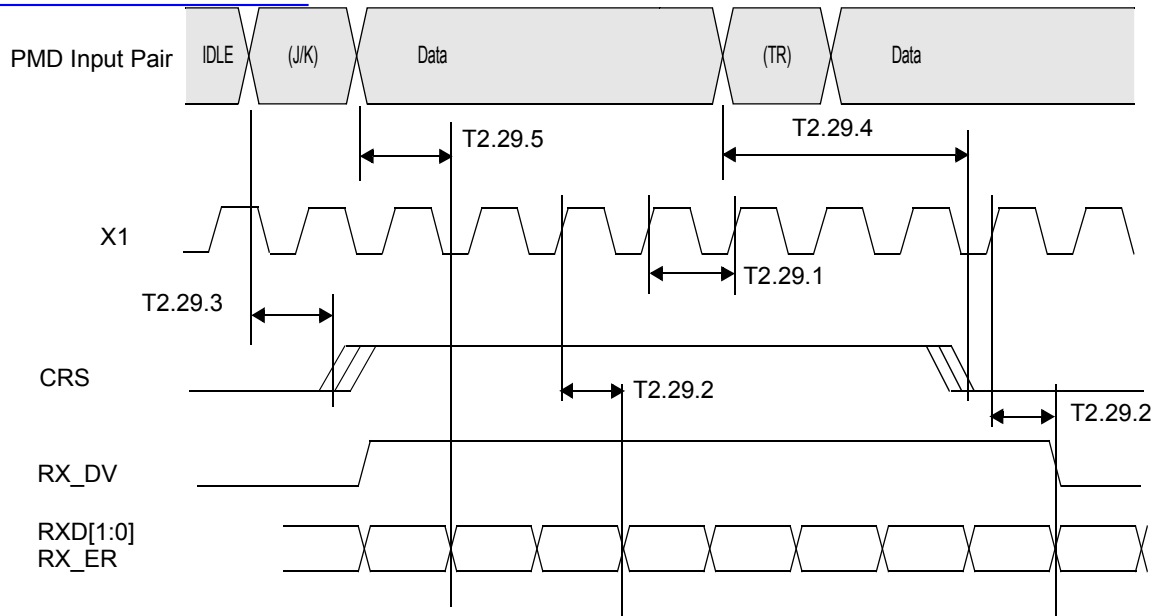 PMD Input Pair
IDLE
(J/K)
Data
(TR)
Data
T2.29.5
T2.29.4
X1
T2.29.1
T2.29.3
CRS
T2.29.2
T2.29.2
RX_DV
RXD[1:0]
RX_ER